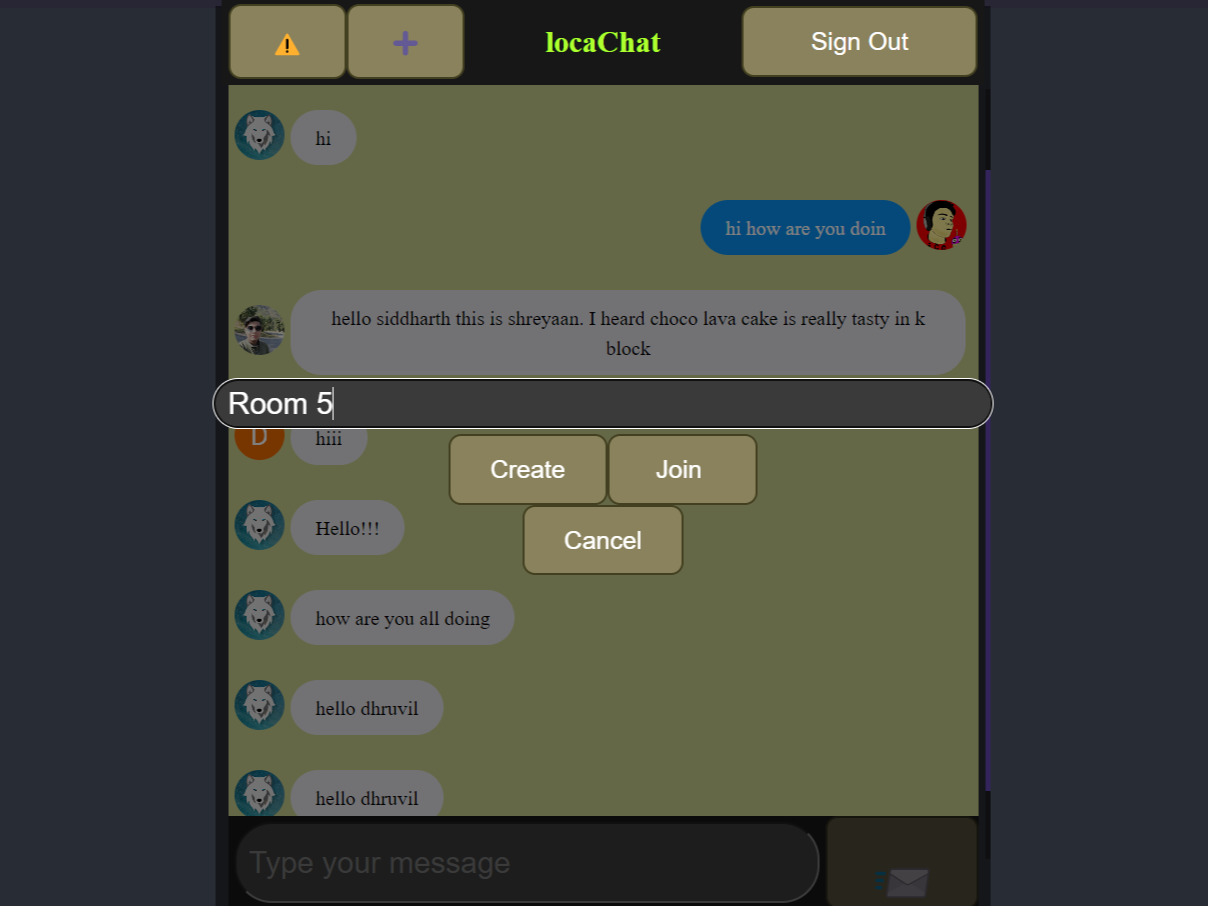 locaChat
Sign Out
hi
hi how are you doin
hello siddharth this is shreyaan. I heard choco lava cake is really tasty in k
block
Room 5
D
hiii
Create
Join
Hello!!!
Cancel
how are you all doing
hello dhruvil
hello dhruvil
Type your message